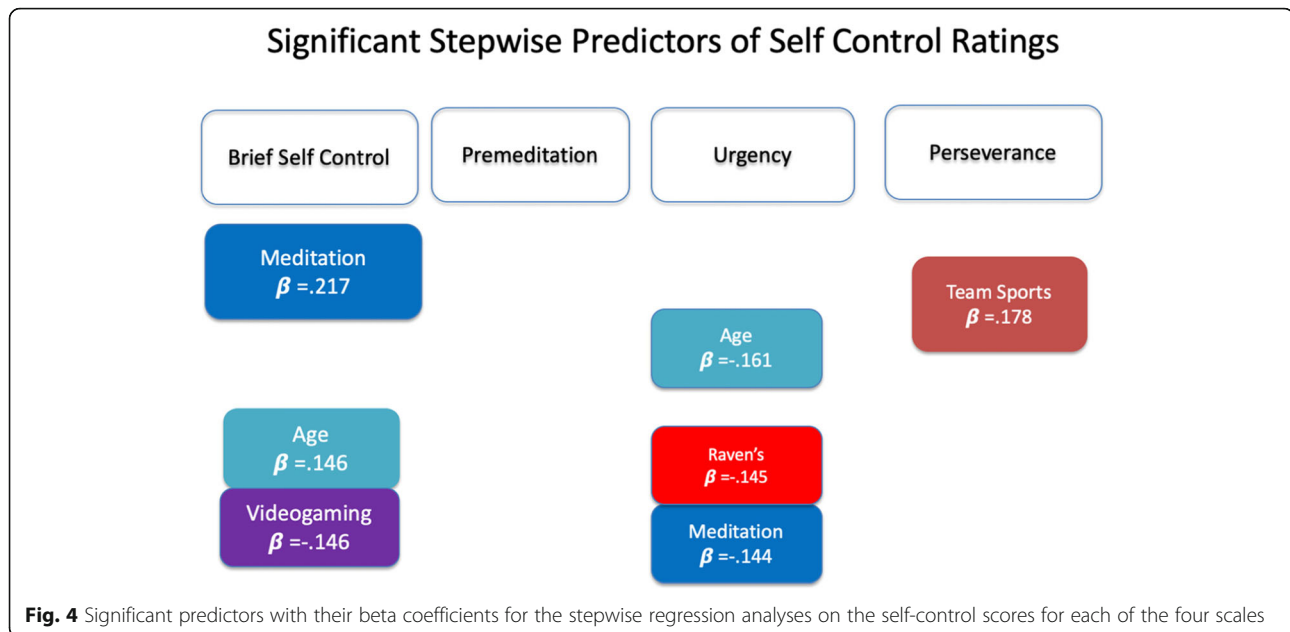 Significant Stepwise Predictors of Self Control Ratings
Brief Self Control
Premeditation
Urgency
Perseverance
Meditation
β =.217
Team Sports
β =.178
Age
β =-.161
Age
β =.146
Raven's
β =-.145
Videogaming
β =-.146
Meditation
β =-.144
Fig. 4 Significant predictors with their beta coefficients for the stepwise regression analyses on the self-control scores for each of the four scales